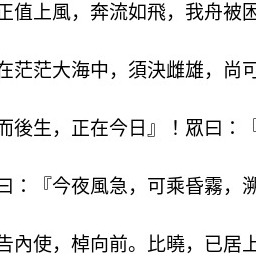 正值上風，奔流如飛，我舟被困
在茫茫大海中，須決雌雄，尚可
而後生，正在今日』！眾曰：『
曰：『今夜風急，可乘昏霧，溯
告內使，棹向前。比曉，已居上